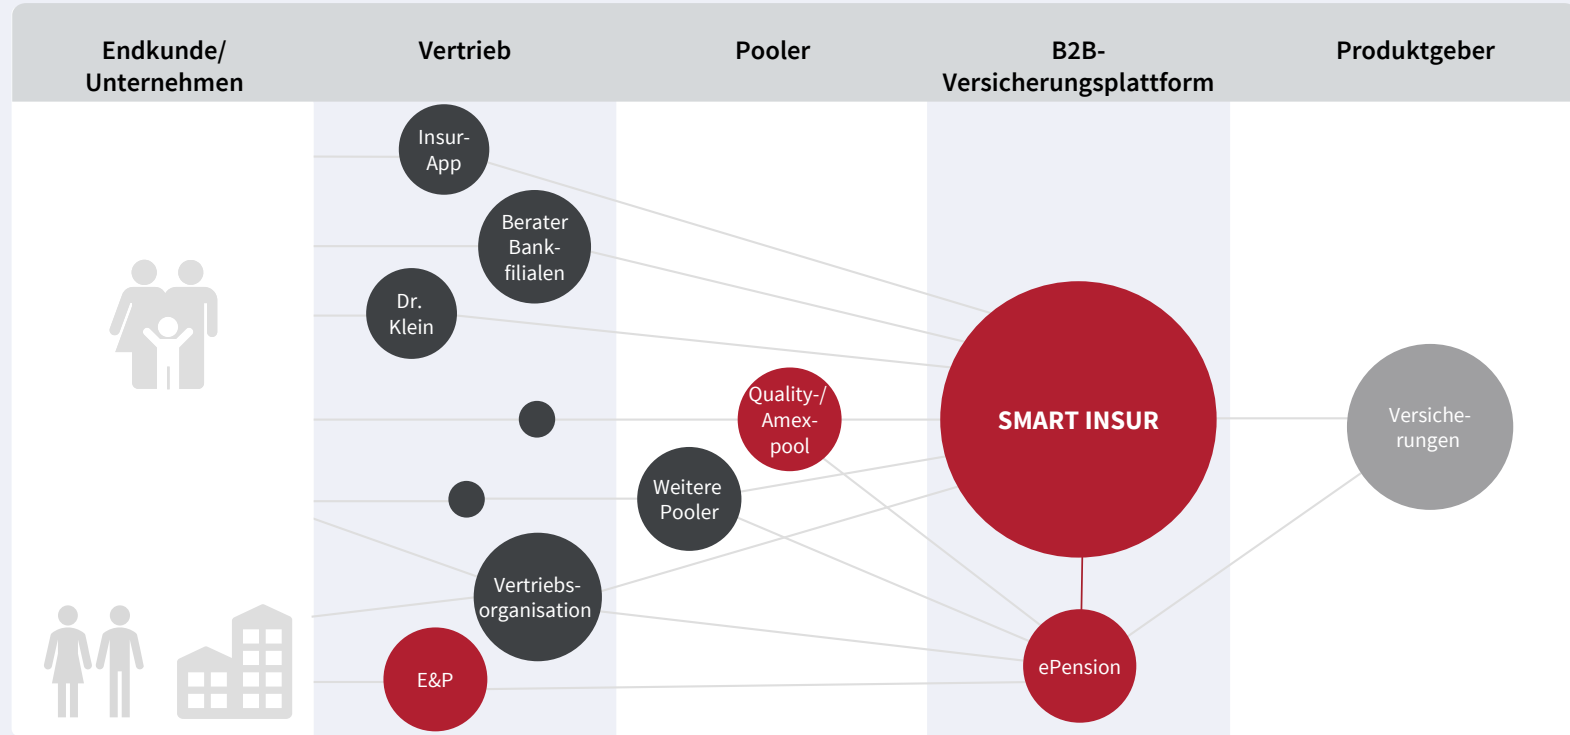 Endkunde/
Unternehmen
Vertrieb
Pooler
B2B-
Versicherungsplattform
Produktgeber
Insur-
App
Berater
Bank-
filialen
Dr.
Klein
Quality-/
Amex-
pool
SMART INSUR
Versiche-
rungen
Weitere
Pooler
Vertriebs-
organisation
E&P
ePension